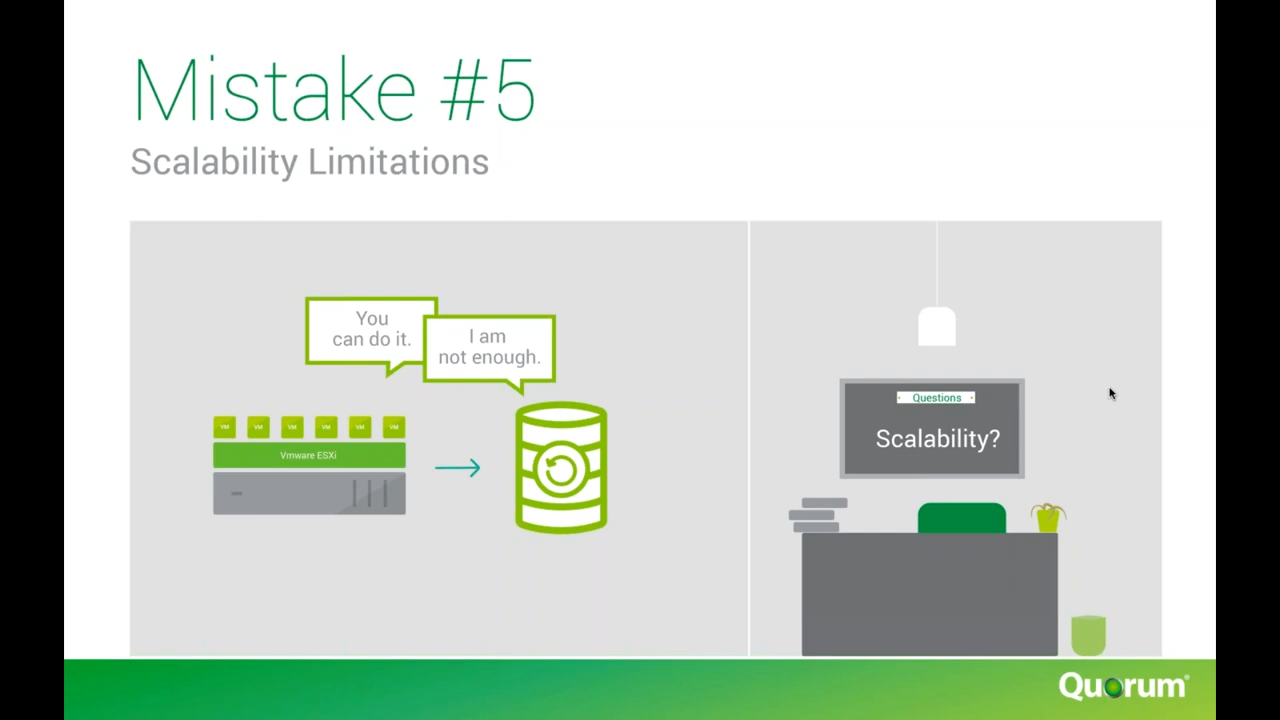 Mistake #5
Scalability Limitations
You
can do it.
I am
not enough.
VM VM VM VM VM VM
Vmware ESXi
Questions
Scalability?
Quorum®